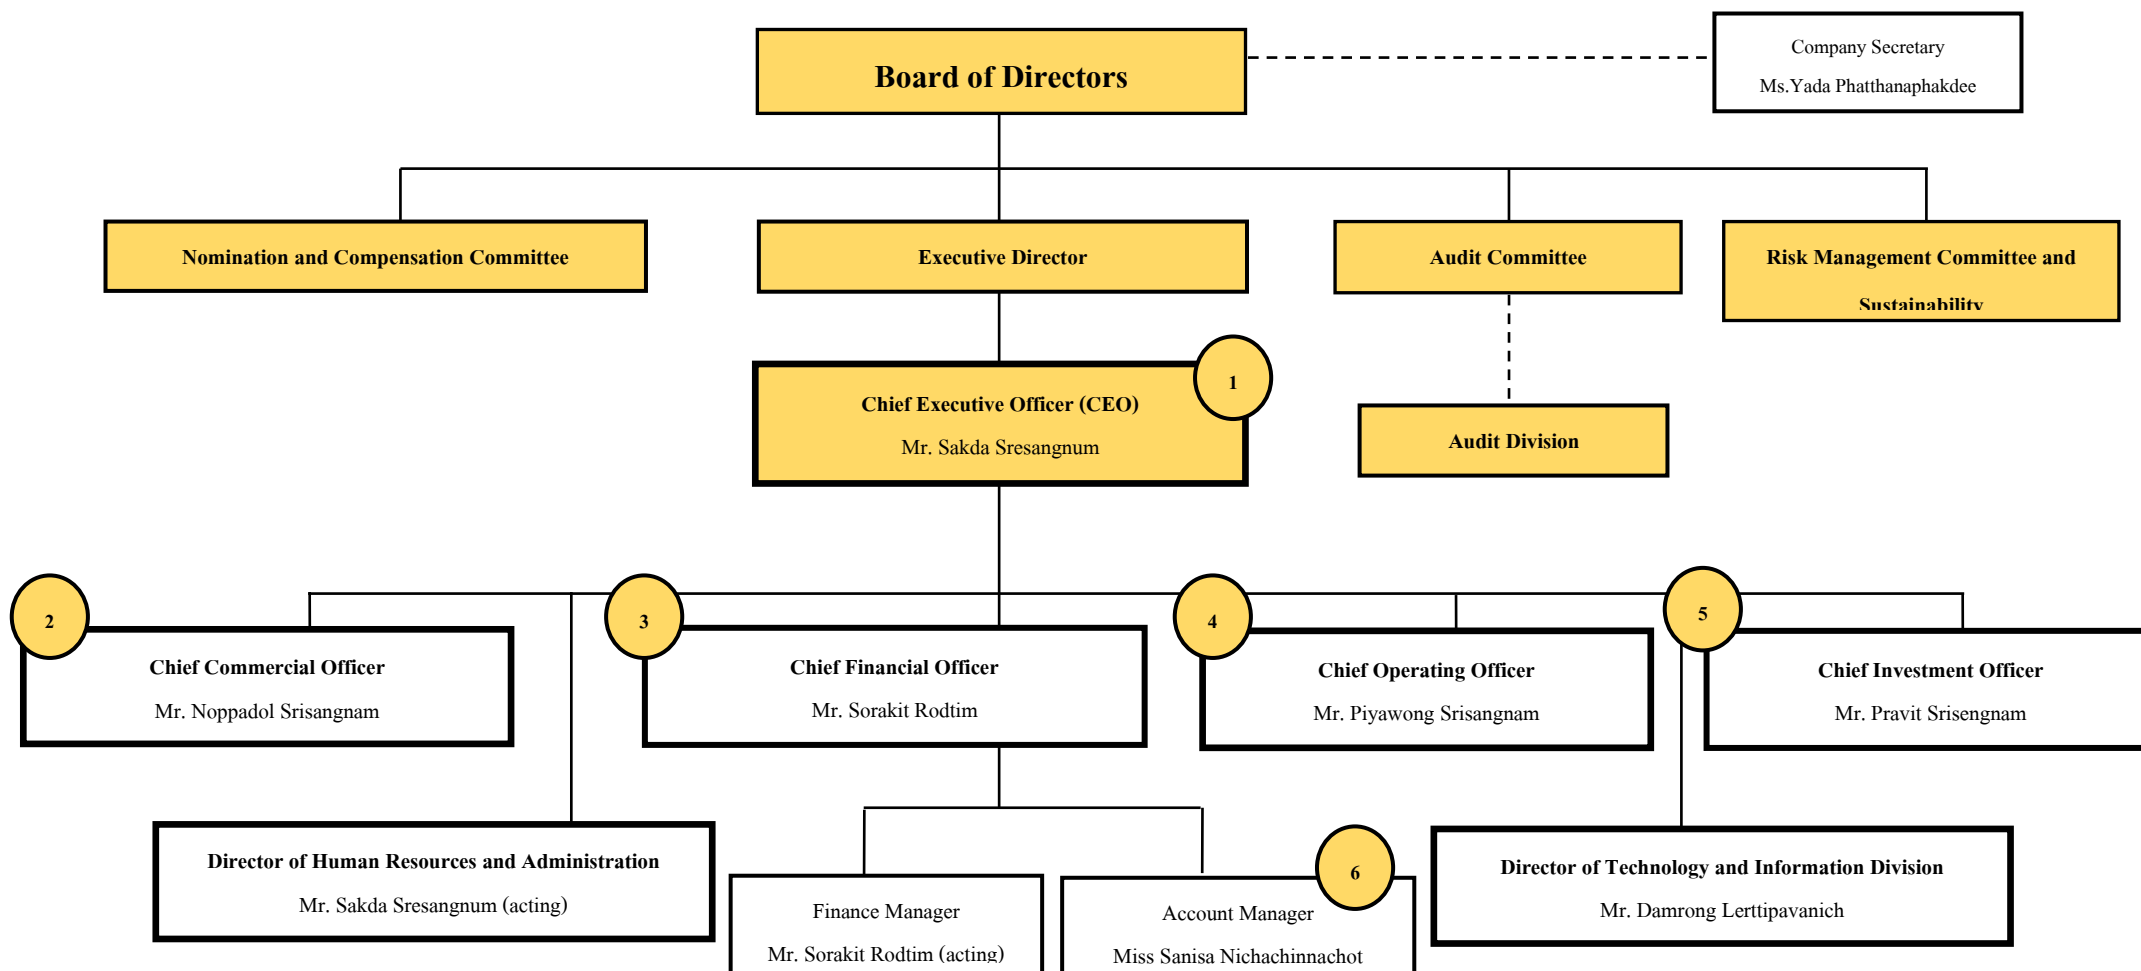 Board of Directors
Company Secretary
Ms.Yada Phatthanaphakdee
Nomination and Compensation Committee
Executive Director
Audit Committee
Risk Management Committee and
Sustainability
1
Chief Executive Officer (CEO)
Mr. Sakda Sresangnum
Audit Division
2
Chief Commercial Officer
Mr. Noppadol Srisangnam
3
Chief Financial Officer
Mr. Sorakit Rodtim
4
Chief Operating Officer
Mr. Piyawong Srisangnam
5
Chief Investment Officer
Mr. Pravit Srisengnam
Director of Human Resources and Administration
Mr. Sakda Sresangnum (acting)
Finance Manager
Mr. Sorakit Rodtim (acting)
6
Account Manager
Miss Sanisa Nichachinnachot
Director of Technology and Information Division
Mr. Damrong Lerttipavanich